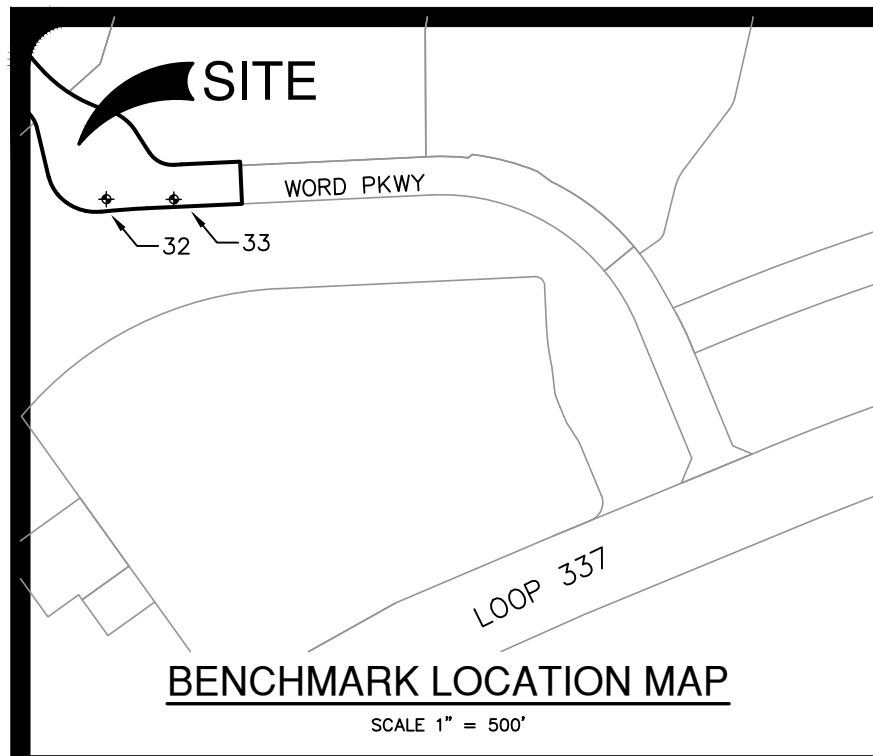 SITE
WORD PKWY
32
33
LOOP 337
BENCHMARK LOCATION MAP
SCALE 1" = 500'